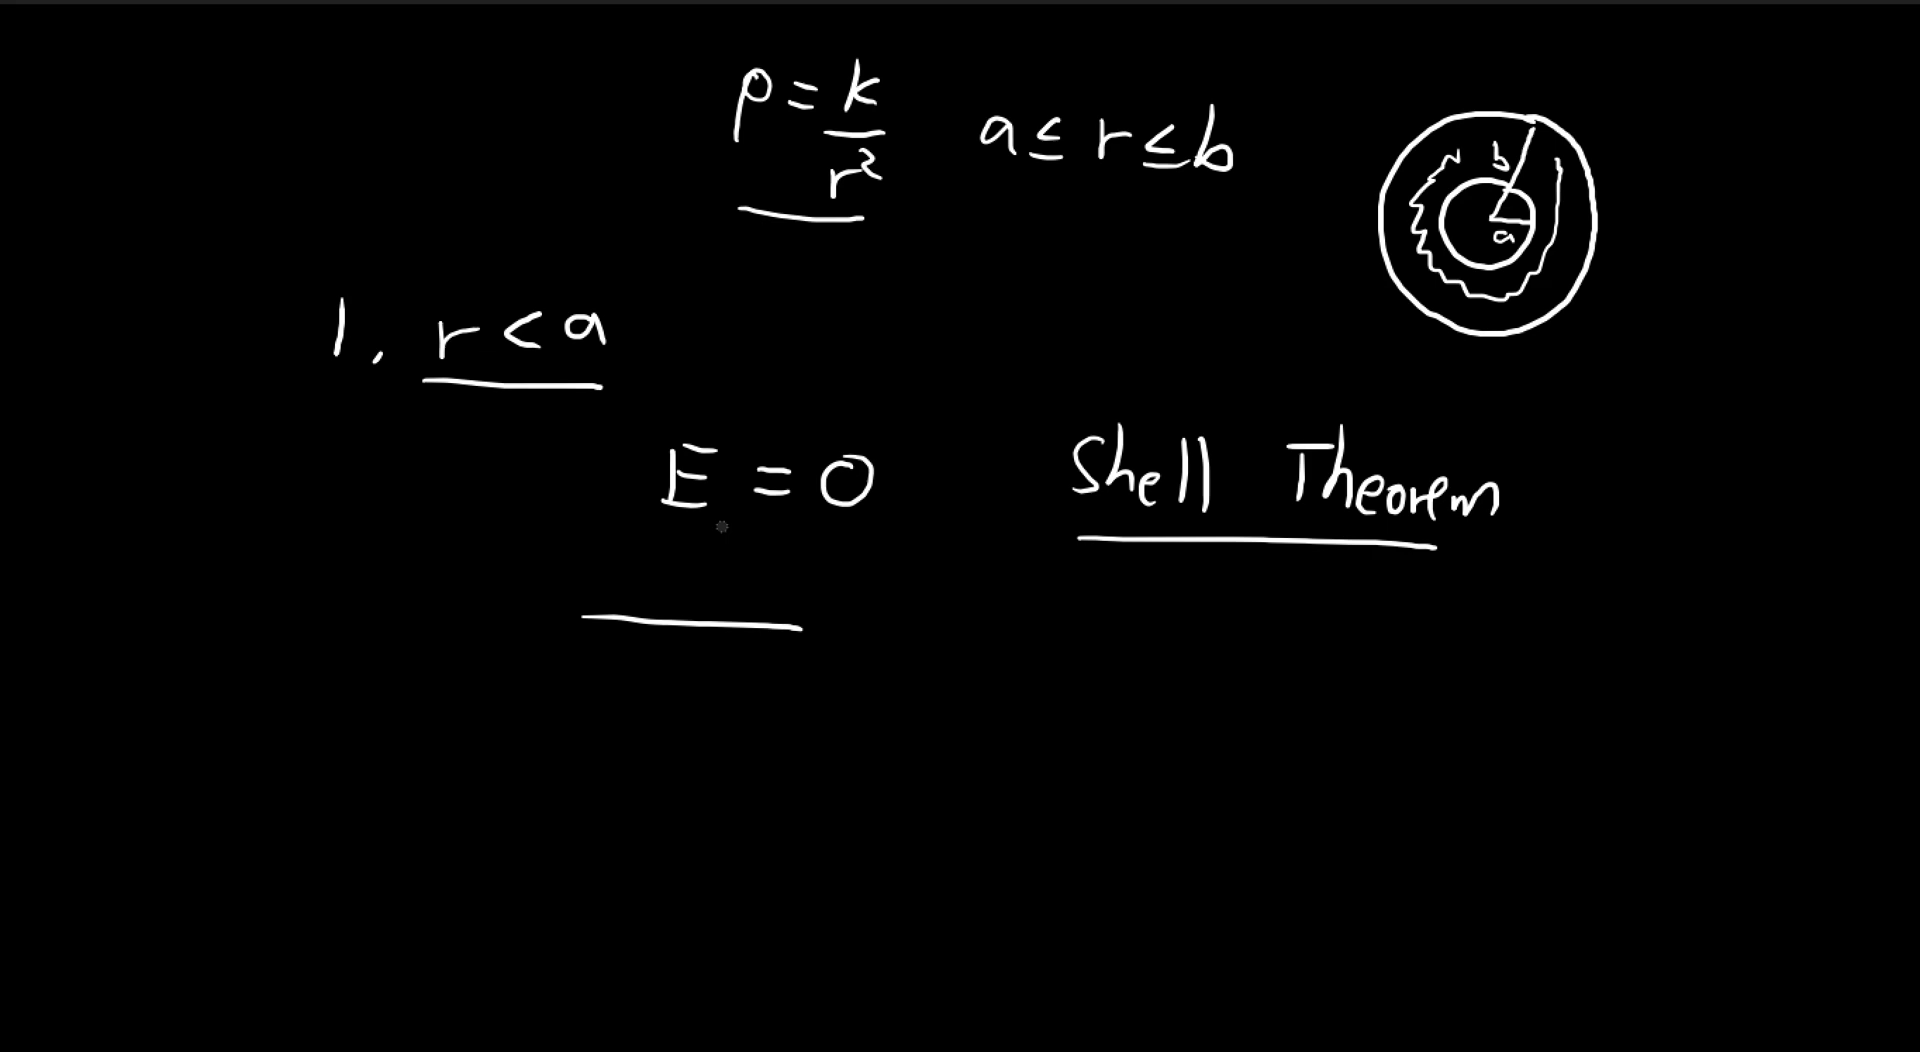 ρ = k/r² a ≤ r ≤ b
b
a
1. r < a
E = 0 Shell Theorem